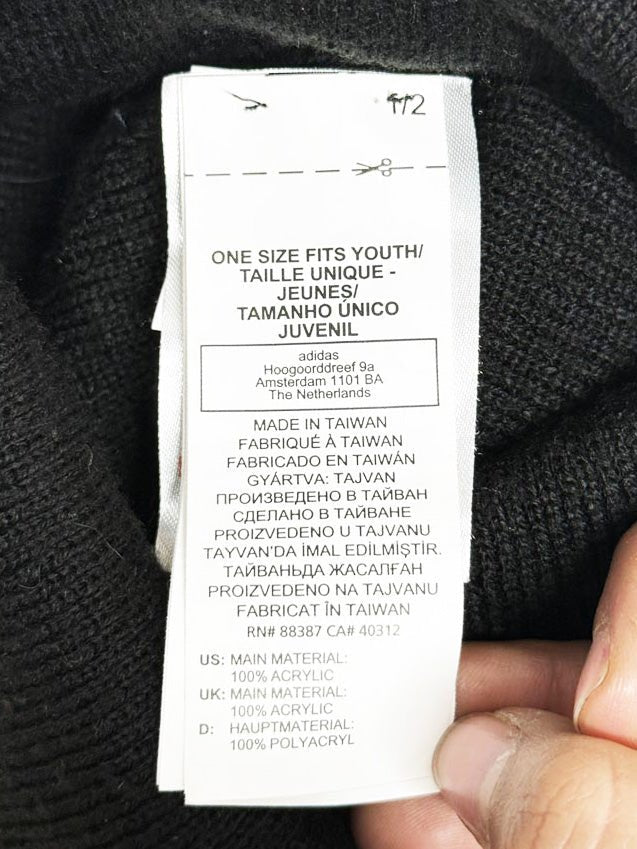 1/2
ONE SIZE FITS YOUTH/
TAILLE UNIQUE -
JEUNES/
TAMANHO ÚNICO
JUVENIL
adidas
Hoogoorddreef 9a
Amsterdam 1101 BA
The Netherlands
MADE IN TAIWAN
FABRIQUÉ À TAIWAN
FABRICADO EN TAIWÁN
GYÁRTVA: TAJVAN
ПРОИЗВЕДЕНО В ТАЙВАН
СДЕЛАНО В ТАЙВАНЕ
PROIZVEDENO U TAJVANU
TAYVAN'DA İMAL EDİLMİŞTİR.
ТАЙВАНЬДА ЖАСАЛҒАН
PROIZVEDENO NA TAJVANU
FABRICAT ÎN TAIWAN
RN# 88387 CA# 40312
US: MAIN MATERIAL:
100% ACRYLIC
UK: MAIN MATERIAL:
100% ACRYLIC
D: HAUPTMATERIAL:
100% POLYACRYL